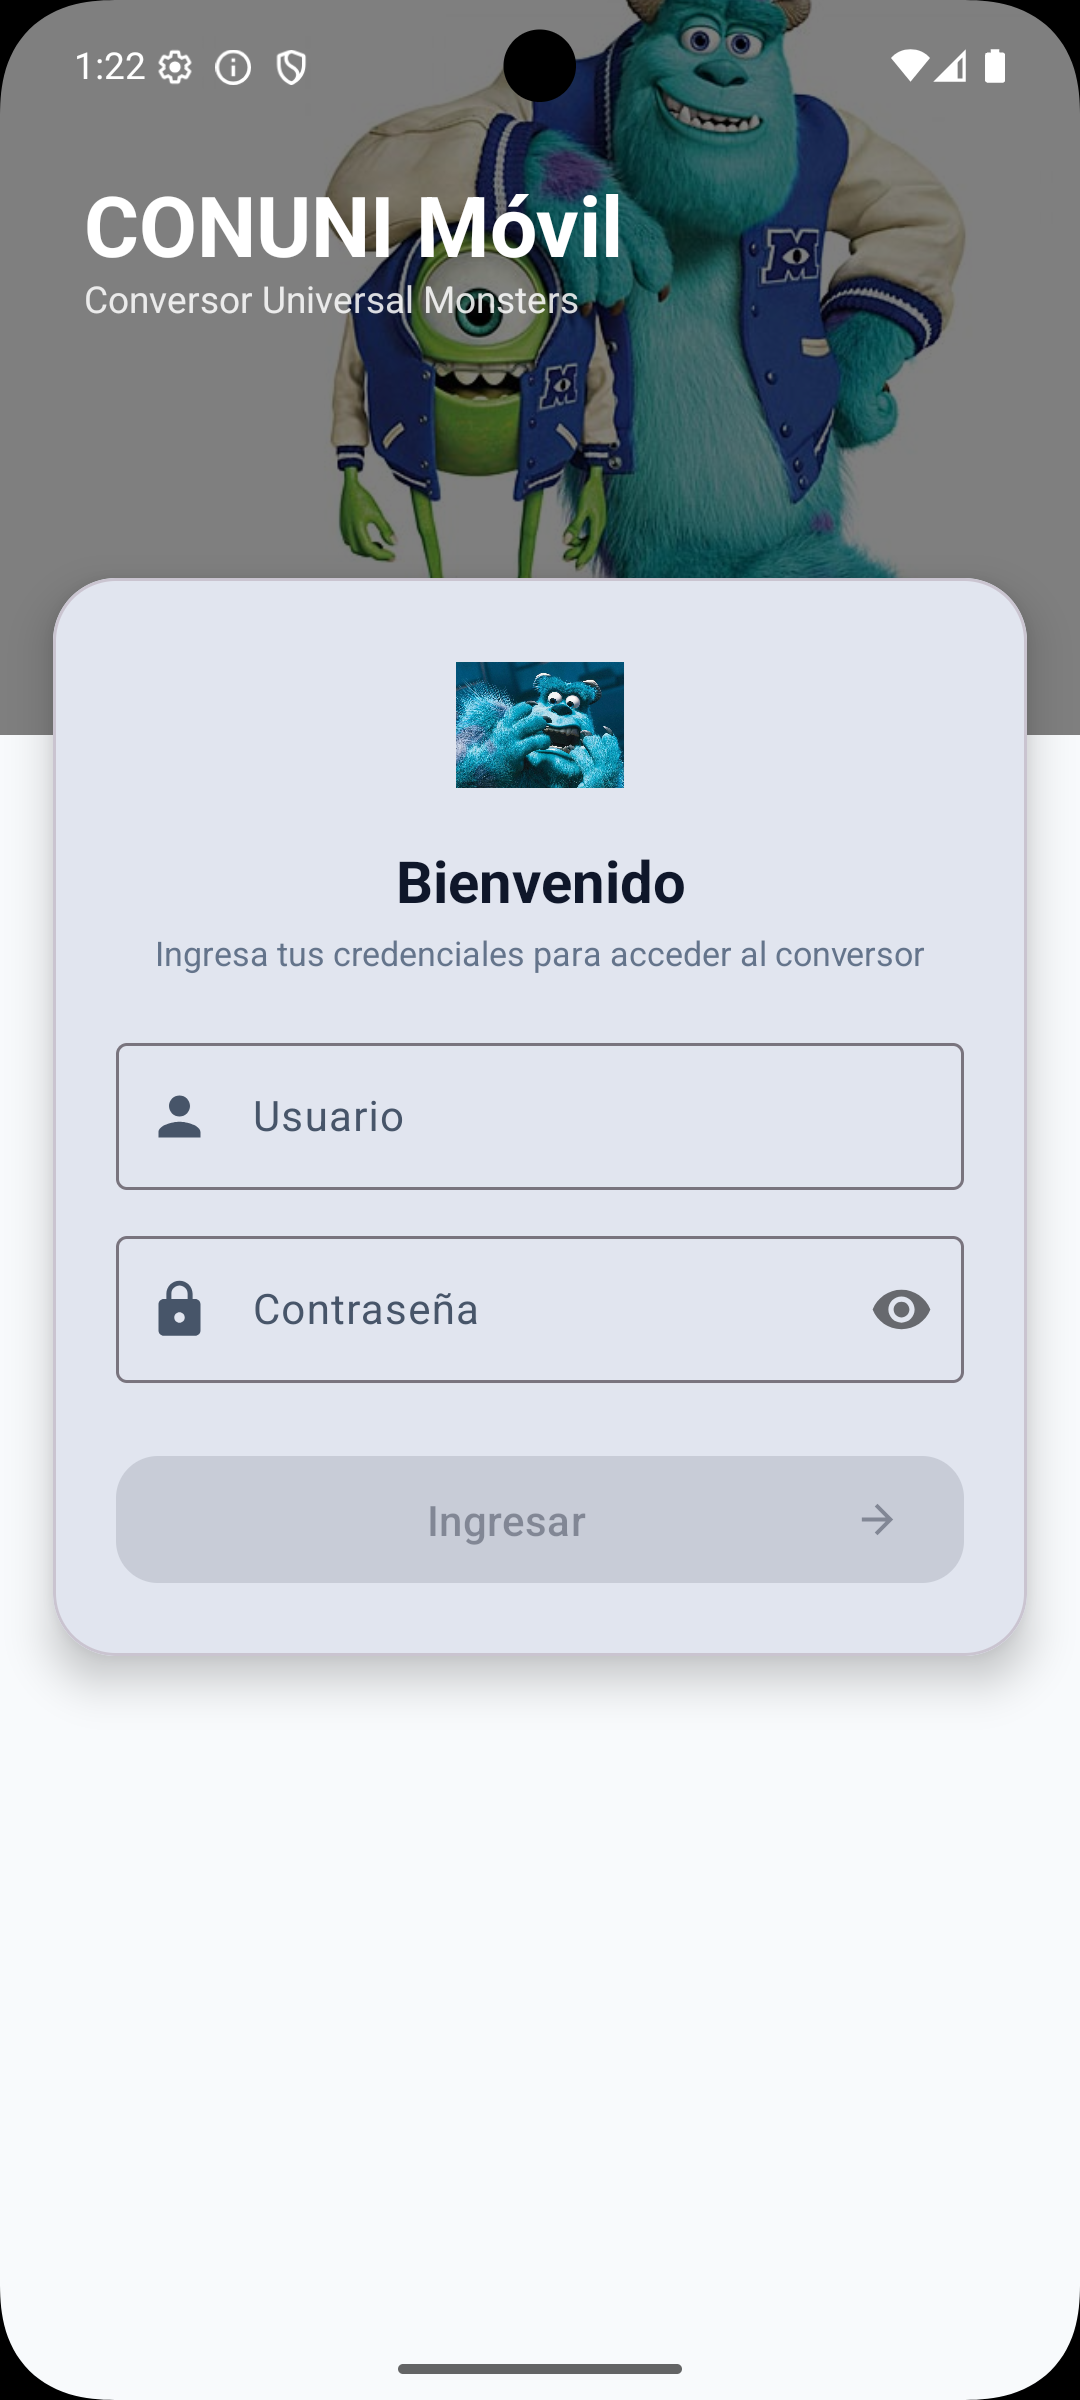 1:22
CONUNI Móvil
Conversor Universal Monsters
Bienvenido
Ingresa tus credenciales para acceder al conversor
Usuario
Contraseña
Ingresar